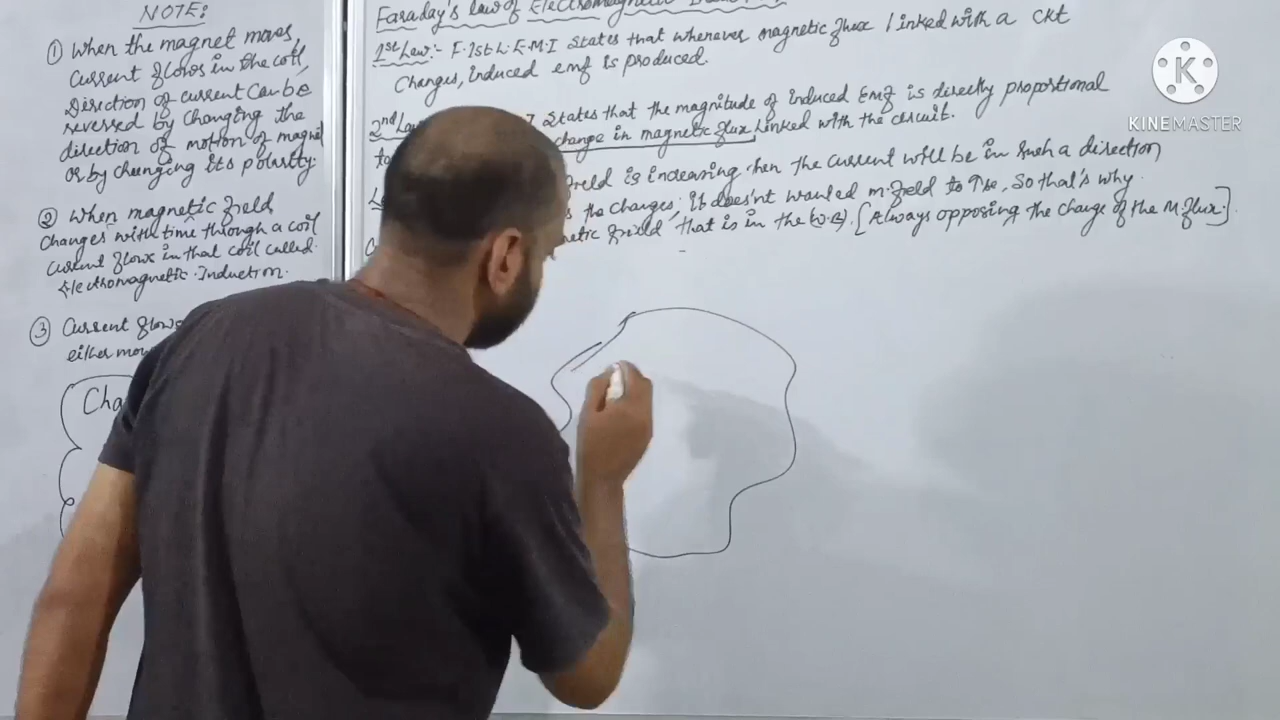 NOTE:
① When the magnet moves,
Current flows in the coil,
Direction of current Can be
reversed by changing the
direction of motion of magnet
or by changing its polarity.
② When magnetic field
Changes with time through a coil
Current flows in that coil called
Electromagnetic Induction.
③ Current flows
either mov
Cha
Faraday's law of Electromagnetic
1st Law:- F.1st L.E.M.I States that whenever magnetic flux linked with a CKt
Changes, Induced emf is produced.
2nd Law States that the magnitude of Induced Emf is directly proportional
to change in magnetic flux linked with the circuit.
field is increasing then the current will be in such a direction
the changes, it does'nt wanted m.field to ↑se, So that's why
netic field that is in the [Always opposing the change of the M.flux.]
K
KINEMASTER